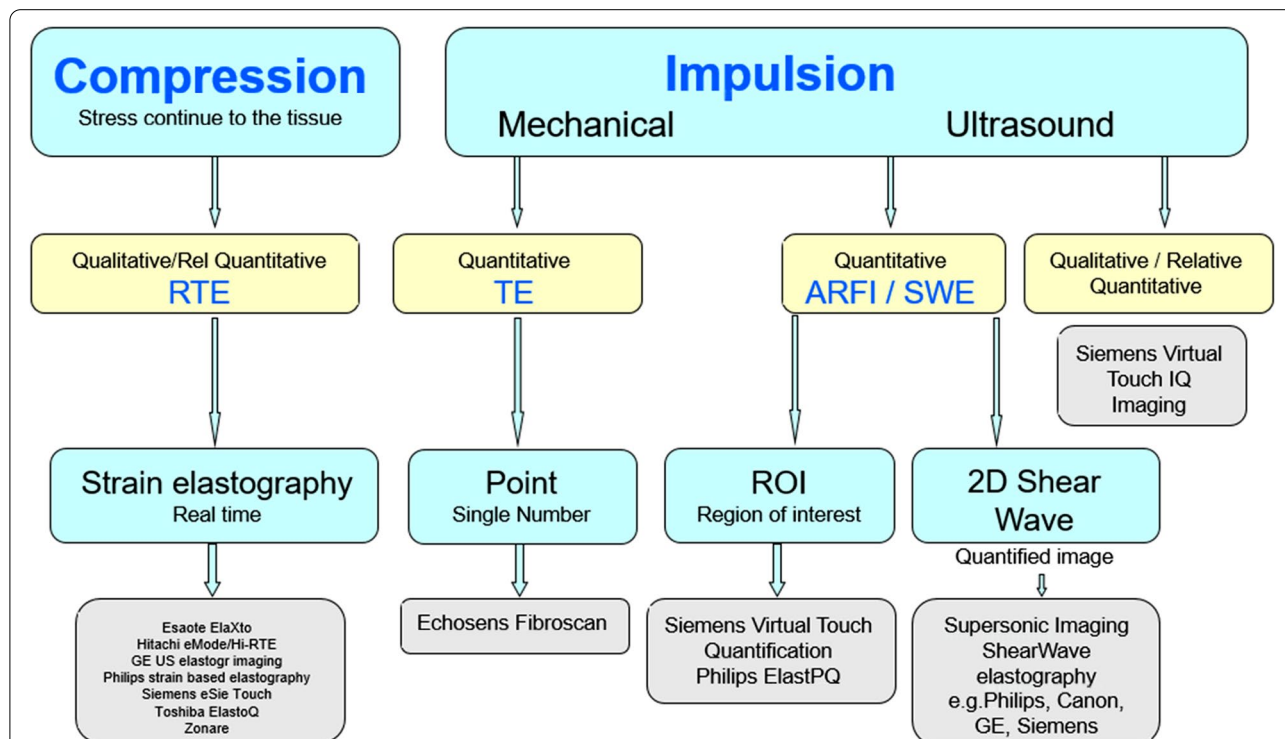 Compression
Stress continue to the tissue
Impulsion
Mechanical
Ultrasound
Qualitative/Rel Quantitative
RTE
Quantitative
TE
Quantitative
ARFI / SWE
Qualitative / Relative
Quantitative
Siemens Virtual
Touch IQ
Imaging
Strain elastography
Real time
Point
Single Number
ROI
Region of interest
2D Shear
Wave
Quantified image
Esaote ElaXto
Hitachi eMode/Hi-RTE
GE US elastogr imaging
Philips strain based elastography
Siemens eSie Touch
Toshiba ElastoQ
Zonare
Echosens Fibroscan
Siemens Virtual Touch
Quantification
Philips ElastPQ
Supersonic Imaging
ShearWave
elastography
e.g.Philips, Canon,
GE, Siemens